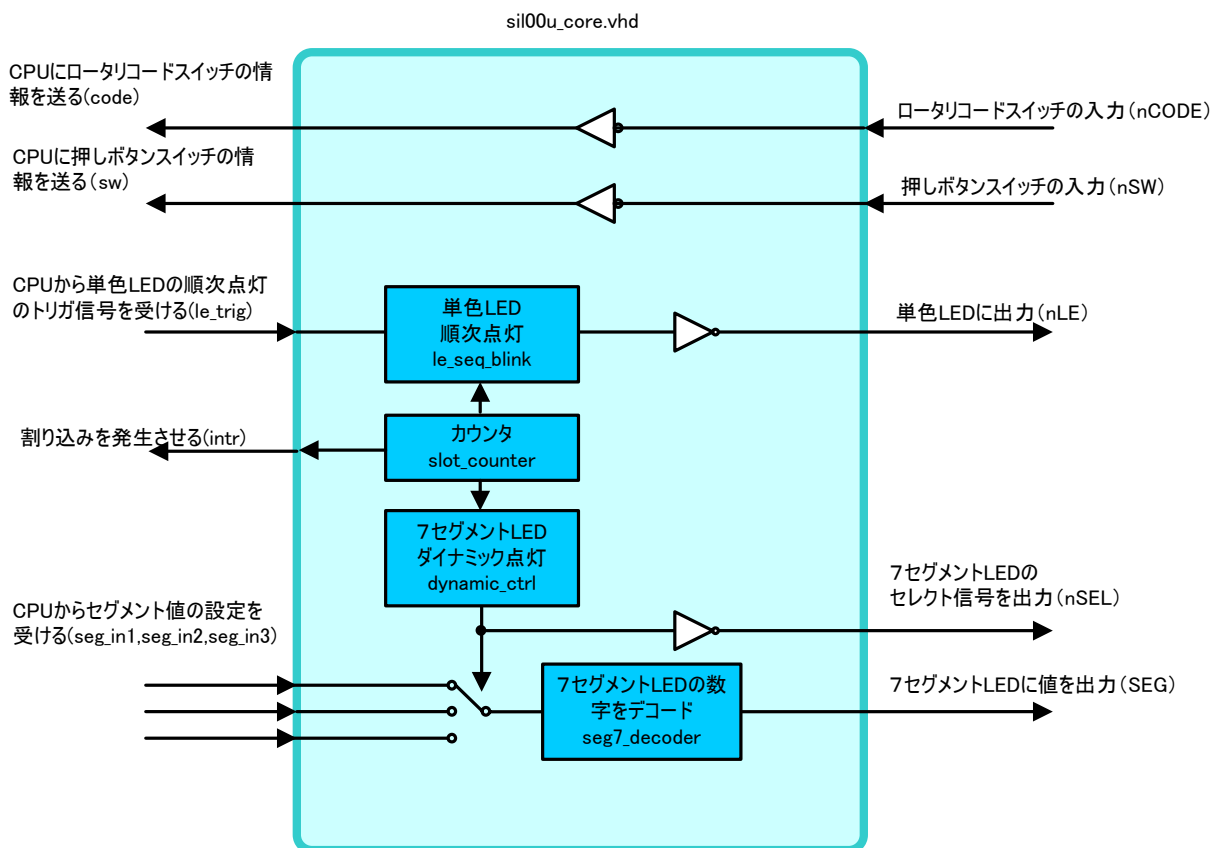 sil00u_core.vhd
CPUにロータリコードスイッチの情
報を送る(code)
ロータリコードスイッチの入力(nCODE)
CPUに押しボタンスイッチの情
報を送る(sw)
押しボタンスイッチの入力(nSW)
CPUから単色LEDの順次点灯
のトリガ信号を受ける(le_trig)
単色LED
順次点灯
le_seq_blink
単色LEDに出力(nLE)
割り込みを発生させる(intr)
カウンタ
slot_counter
7セグメントLED
ダイナミック点灯
dynamic_ctrl
7セグメントLEDの
セレクト信号を出力(nSEL)
CPUからセグメント値の設定を
受ける(seg_in1,seg_in2,seg_in3)
7セグメントLEDの数
字をデコード
seg7_decoder
7セグメントLEDに値を出力(SEG)